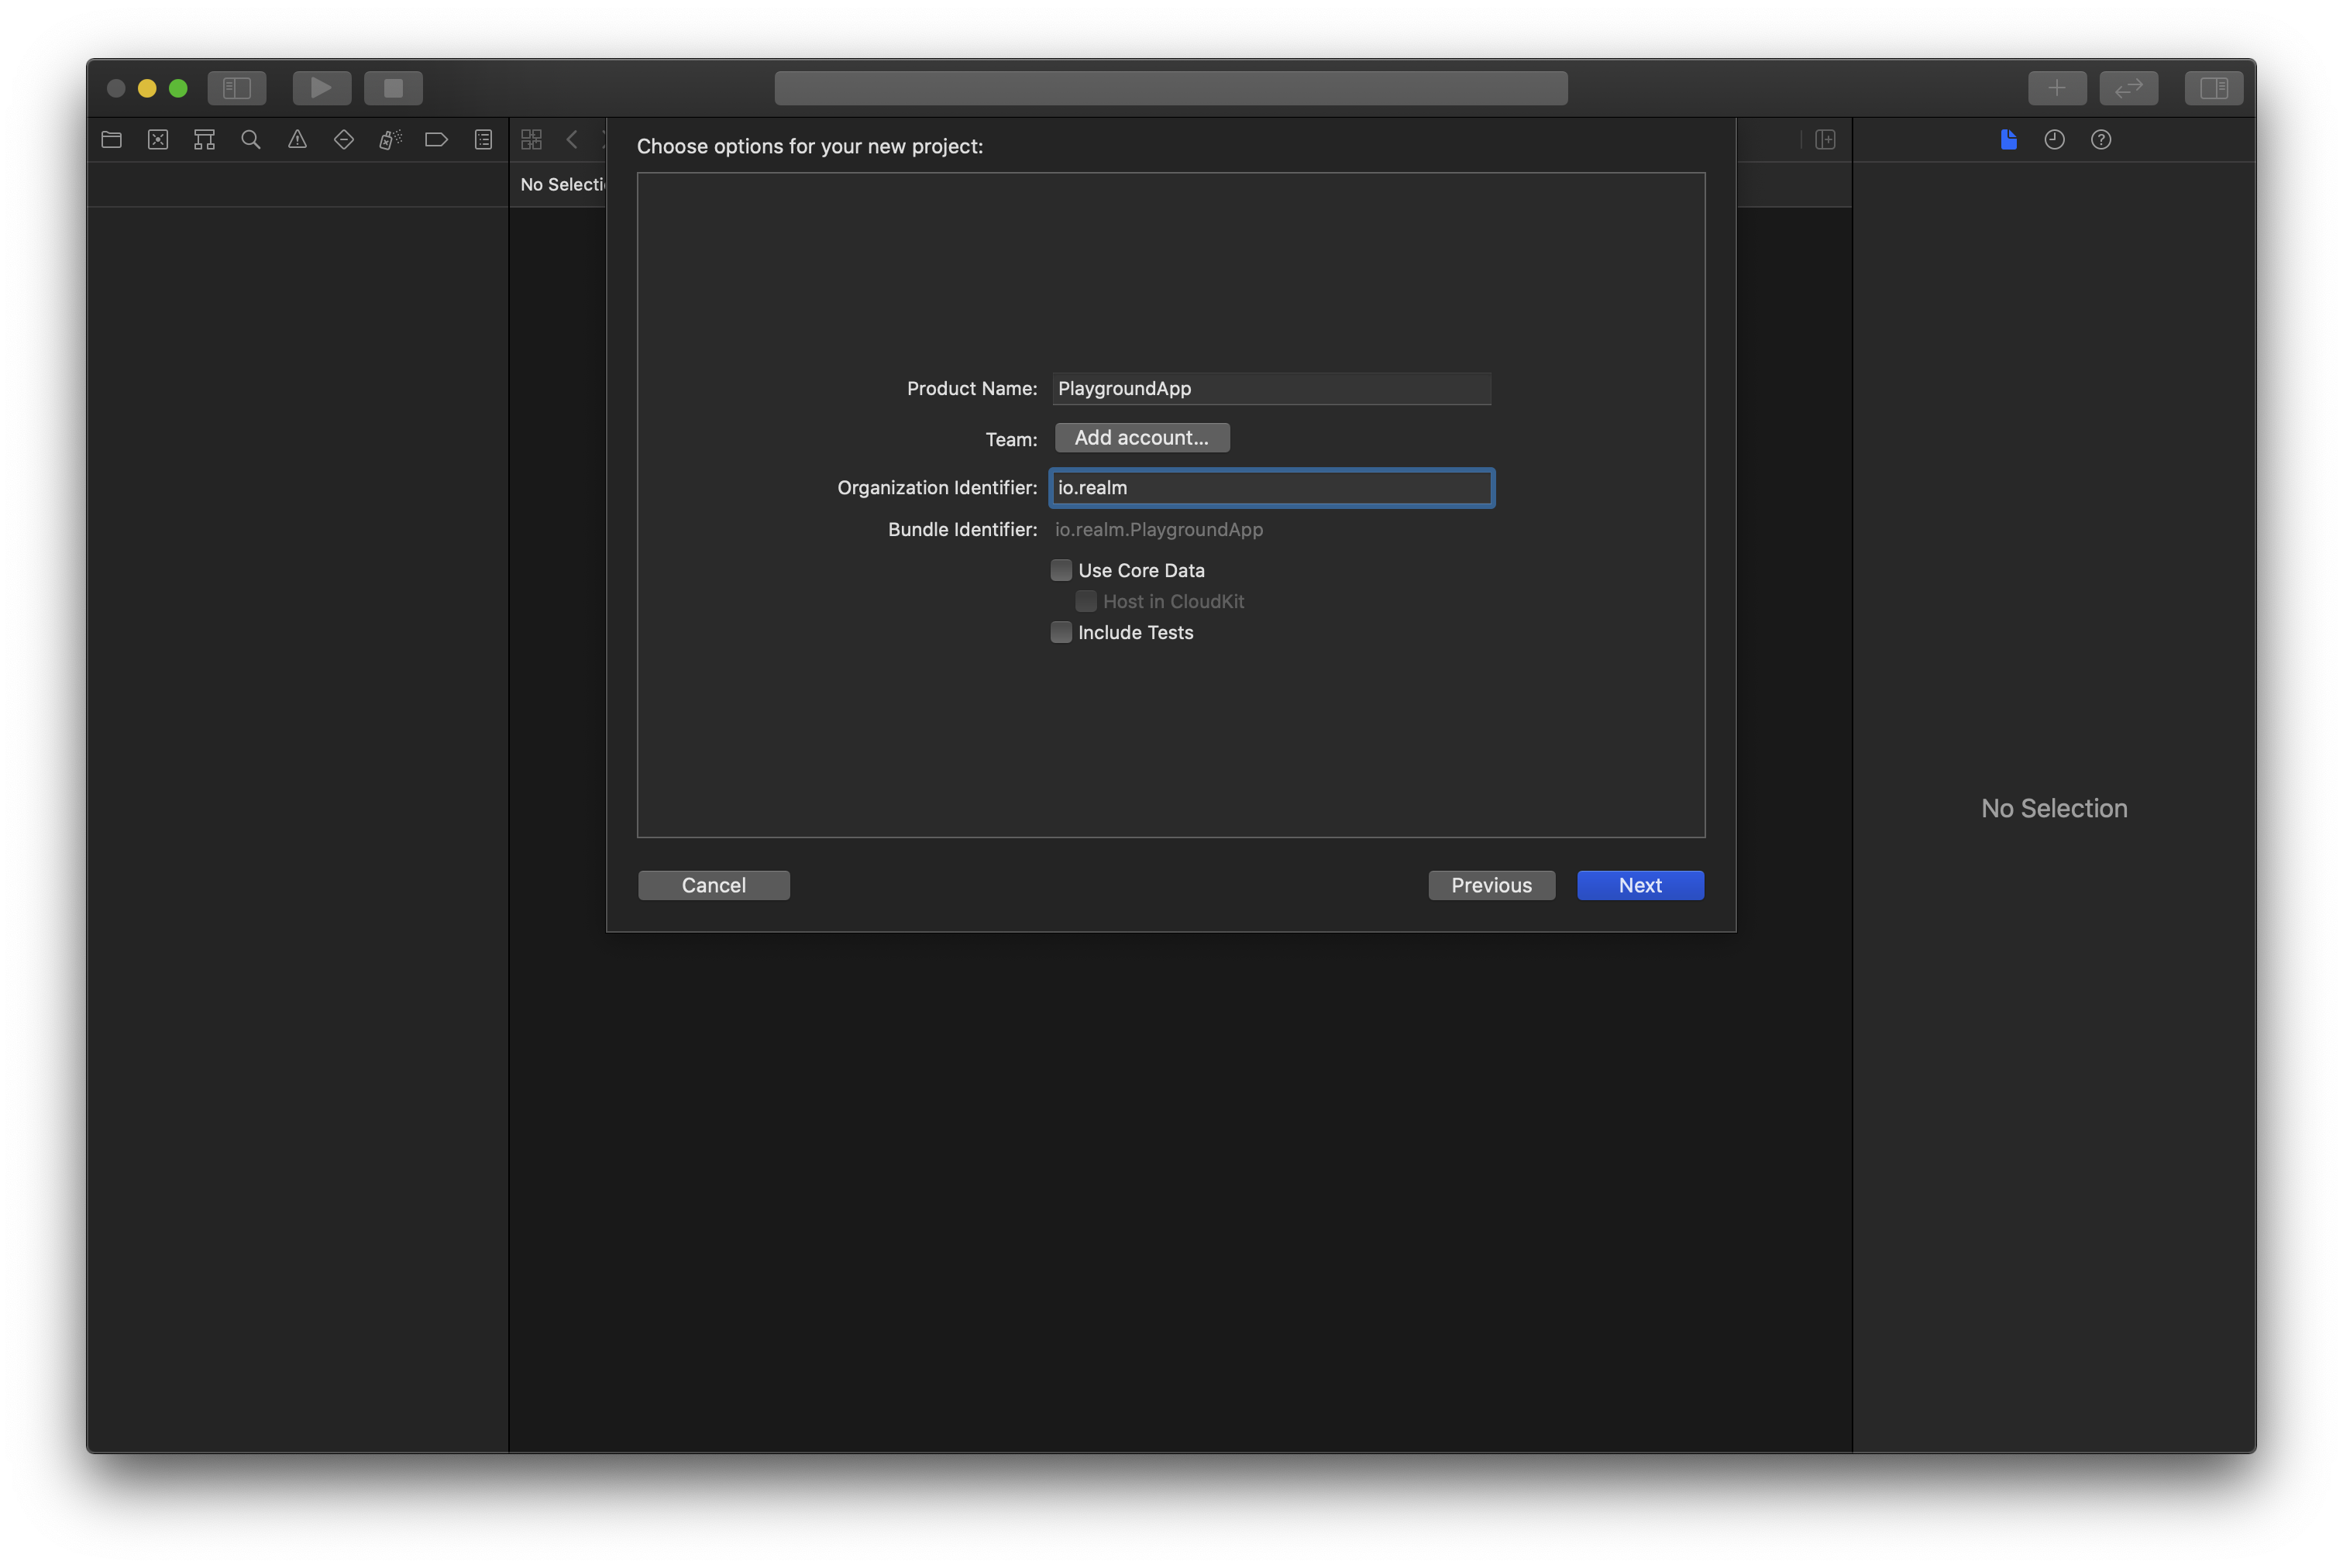 Choose options for your new project:
No Selecti
Product Name: PlaygroundApp
Team: Add account...
Organization Identifier: io.realm
Bundle Identifier: io.realm.PlaygroundApp
Use Core Data
Host in CloudKit
Include Tests
No Selection
Cancel Previous Next